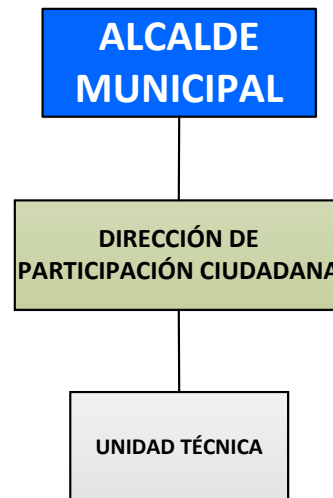 ALCALDE
MUNICIPAL
DIRECCIÓN DE
PARTICIPACIÓN CIUDADANA
UNIDAD TÉCNICA